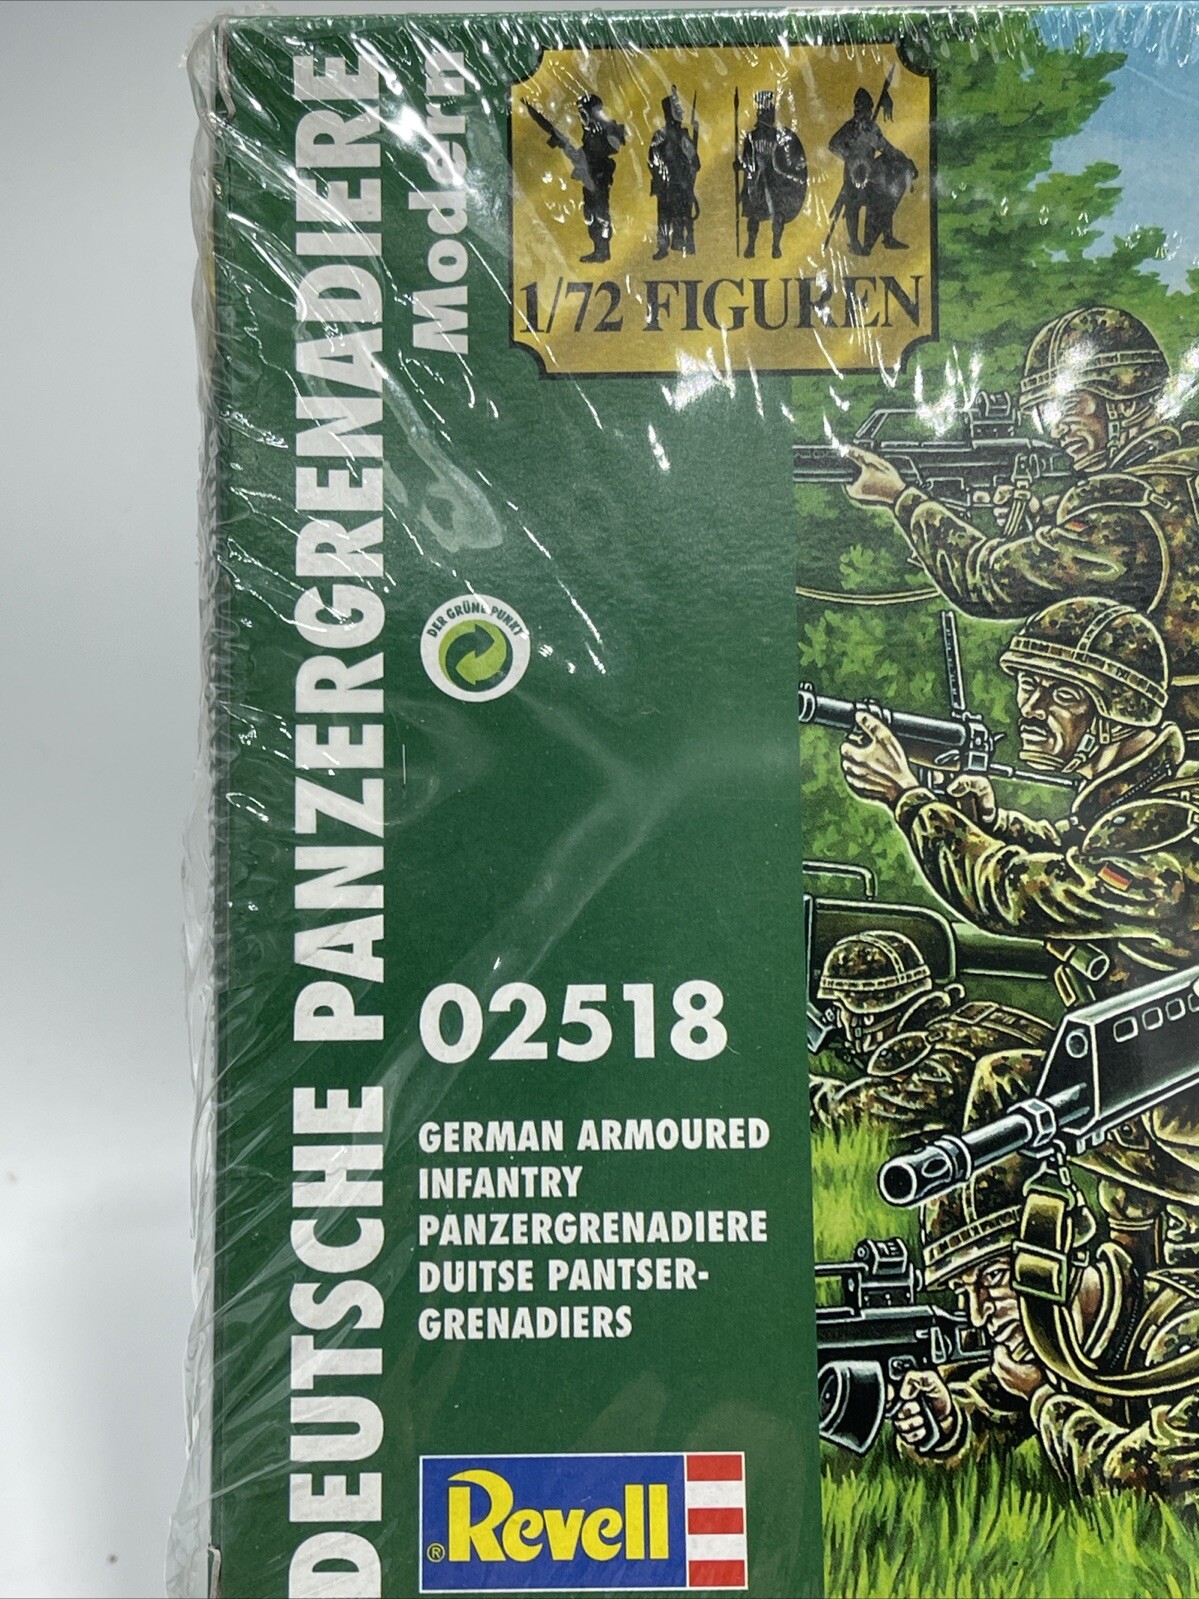 DEUTSCHE PANZERGRENADIERE
Modern
1/72 FIGUREN
DER GRÜNE PUNKT
02518
GERMAN ARMOURED
INFANTRY
PANZERGRENADIERE
DUITSE PANTSER-
GRENADIERS
® Revell